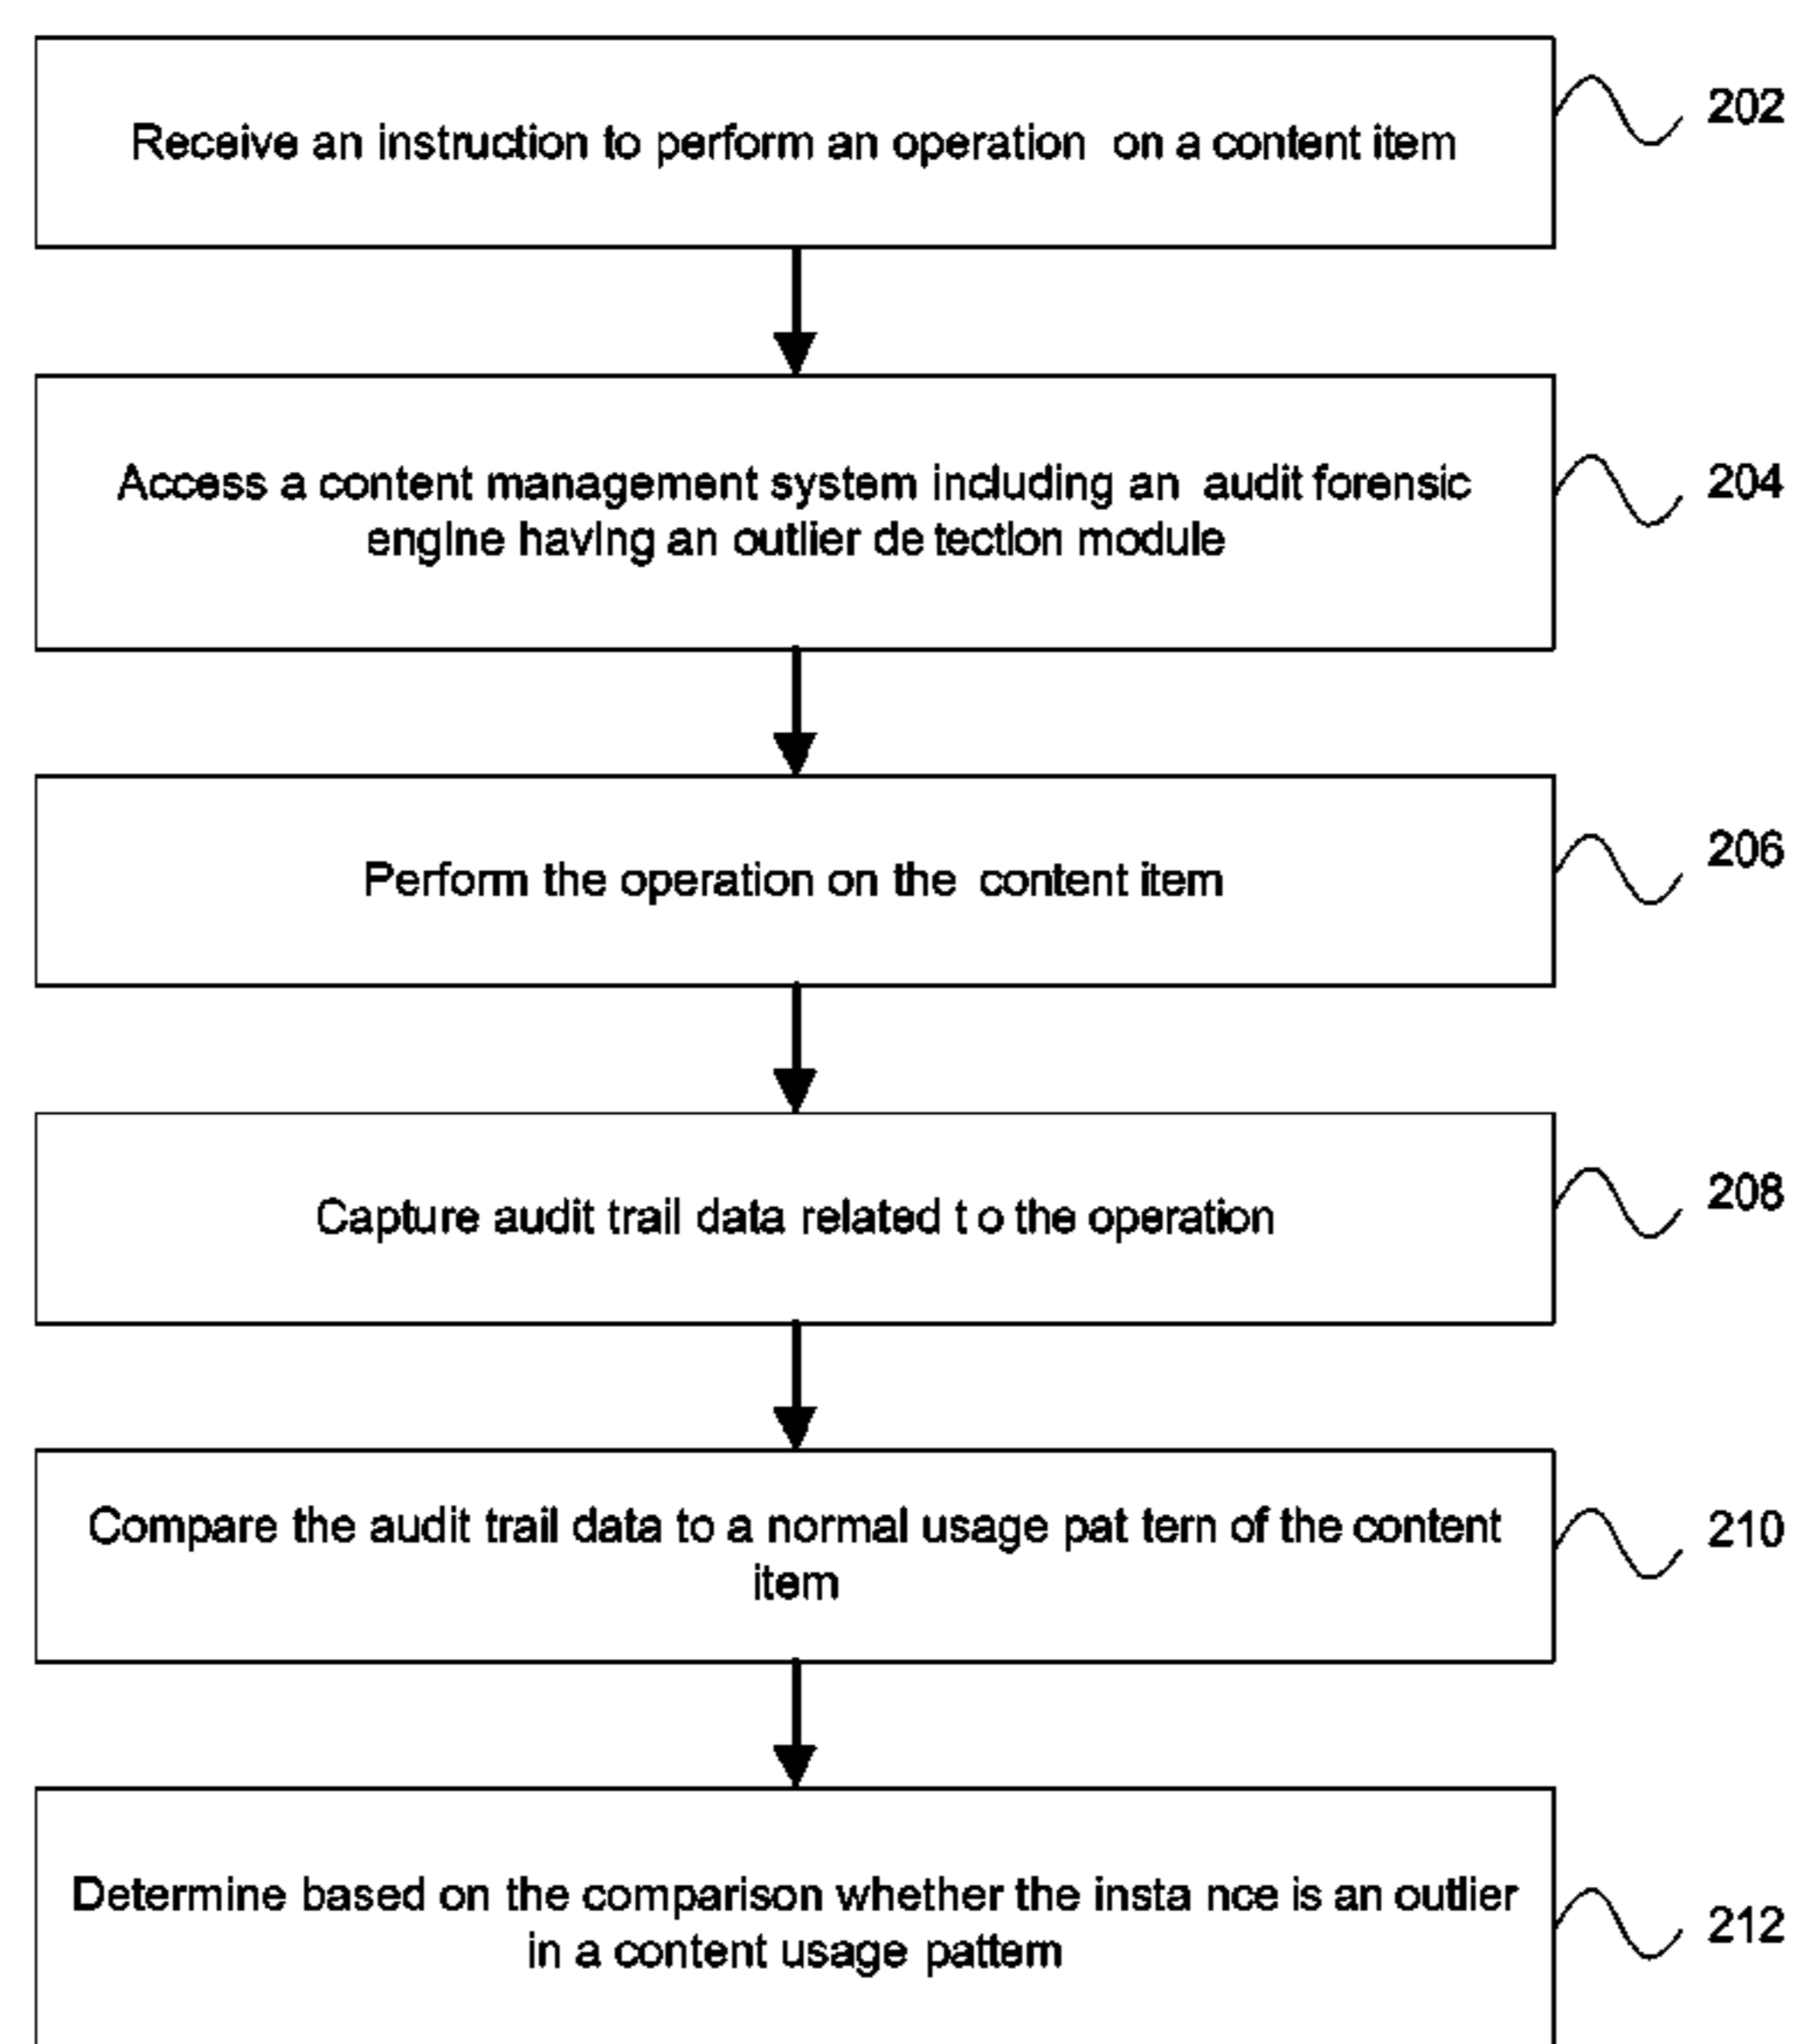 Receive an instruction to perform an operation on a content item
202
Access a content management system including an audit forensic
engine having an outlier de tection module
204
Perform the operation on the content item
206
Capture audit trail data related t o the operation
208
Compare the audit trail data to a normal usage pat tern of the content
item
210
Determine based on the comparison whether the insta nce is an outlier
in a content usage pattern
212